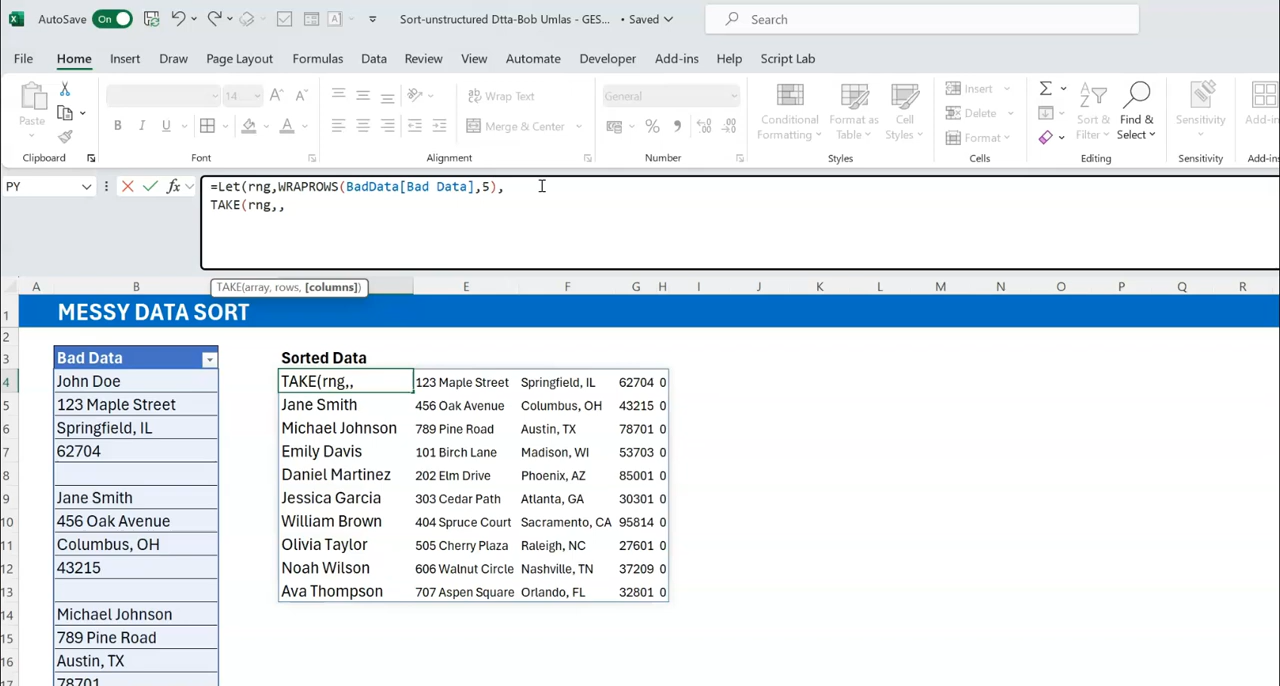 AutoSave On Sort-unstructured Dtta-Bob Umlas - GES... • Saved Search
File Home Insert Draw Page Layout Formulas Data Review View Automate Developer Add-ins Help Script Lab
Paste
14 A A
B I U A
ab Wrap Text
Merge & Center
General
% 9
Conditional Formatting
Format as Table
Cell Styles
Insert
Delete
Format
Σ
Sort & Filter
Find & Select
Sensitivity
Add-in
Clipboard Font Alignment Number Styles Cells Editing Sensitivity Add-ins
PY fx =Let(rng,WRAPROWS(BadData[Bad Data],5),
TAKE(rng,,
TAKE(array, rows, [columns])
A B E F G H I J K L M N O P Q R
1 MESSY DATA SORT
2
3 Bad Data Sorted Data
4 John Doe TAKE(rng,, 123 Maple Street Springfield, IL 62704 0
5 123 Maple Street Jane Smith 456 Oak Avenue Columbus, OH 43215 0
6 Springfield, IL Michael Johnson 789 Pine Road Austin, TX 78701 0
7 62704 Emily Davis 101 Birch Lane Madison, WI 53703 0
8 Daniel Martinez 202 Elm Drive Phoenix, AZ 85001 0
9 Jane Smith Jessica Garcia 303 Cedar Path Atlanta, GA 30301 0
10 456 Oak Avenue William Brown 404 Spruce Court Sacramento, CA 95814 0
11 Columbus, OH Olivia Taylor 505 Cherry Plaza Raleigh, NC 27601 0
12 43215 Noah Wilson 606 Walnut Circle Nashville, TN 37209 0
13 Ava Thompson 707 Aspen Square Orlando, FL 32801 0
14 Michael Johnson
15 789 Pine Road
16 Austin, TX
17 78701